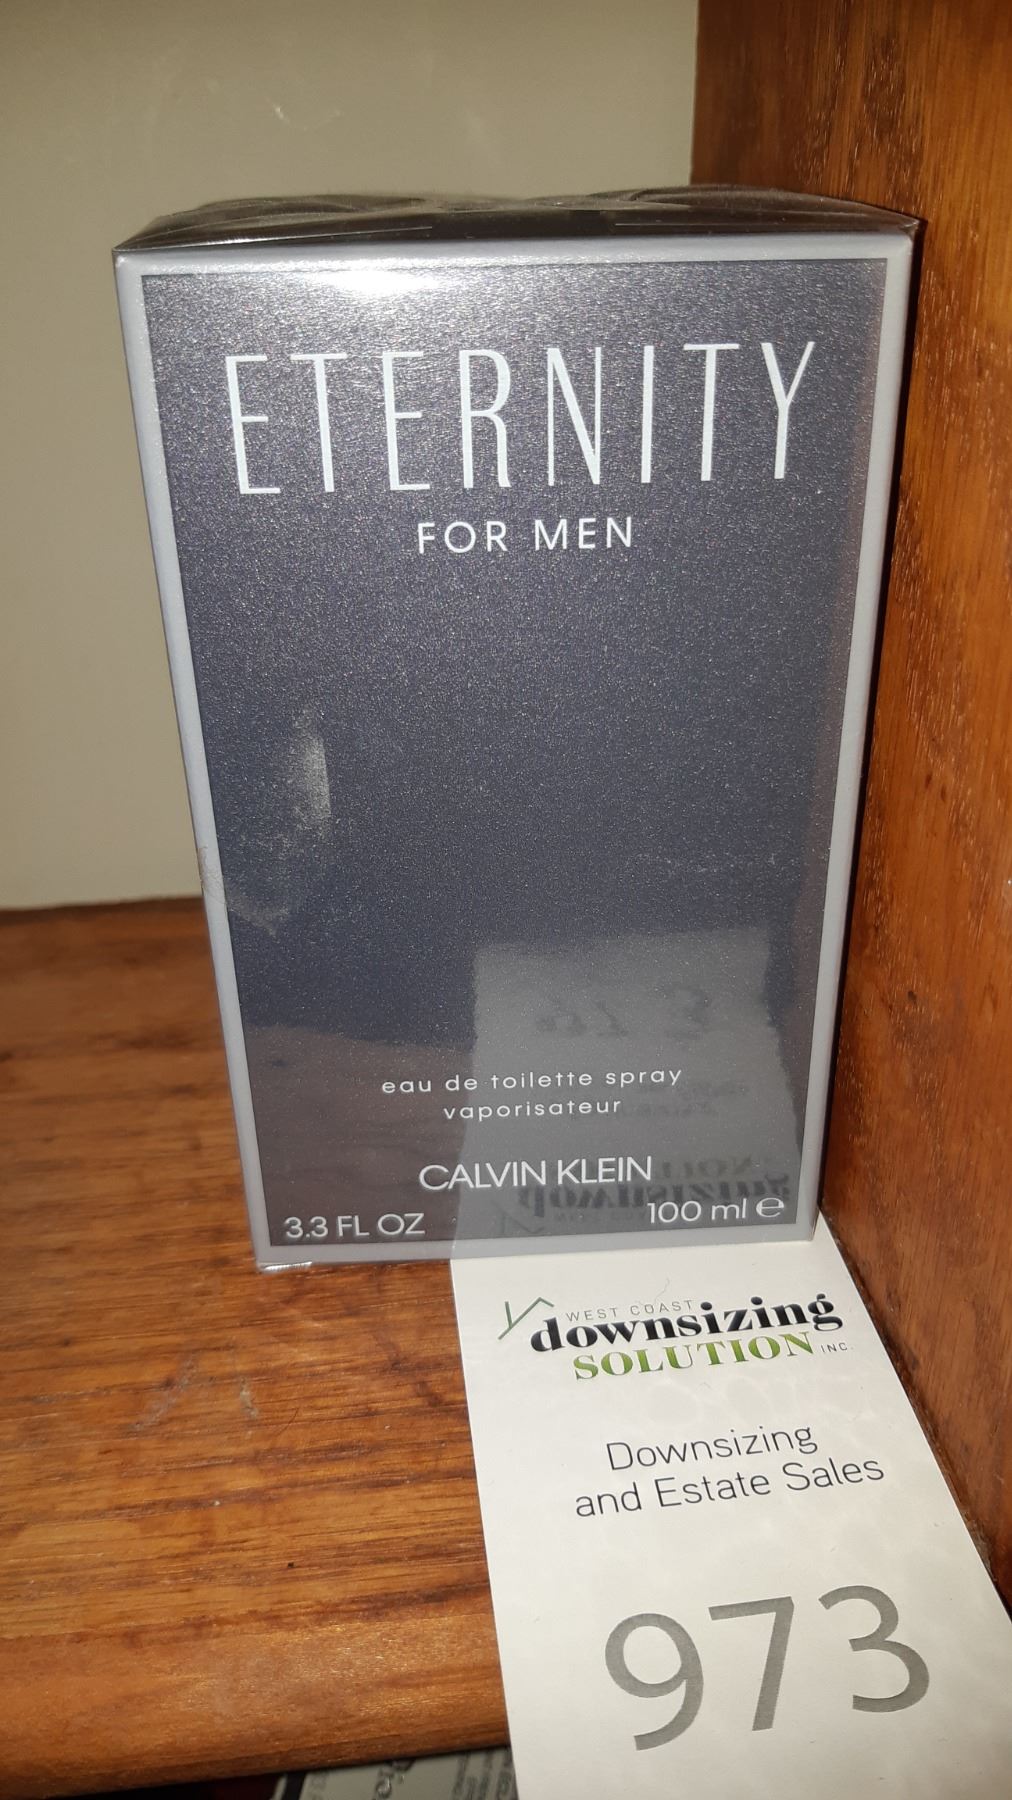 ETERNITY
FOR MEN
eau de toilette spray
vaporisateur
CALVIN KLEIN
3.3 FL OZ
100 ml ℮
WEST COAST
downsizing
SOLUTION INC.
Downsizing
and Estate Sales
973